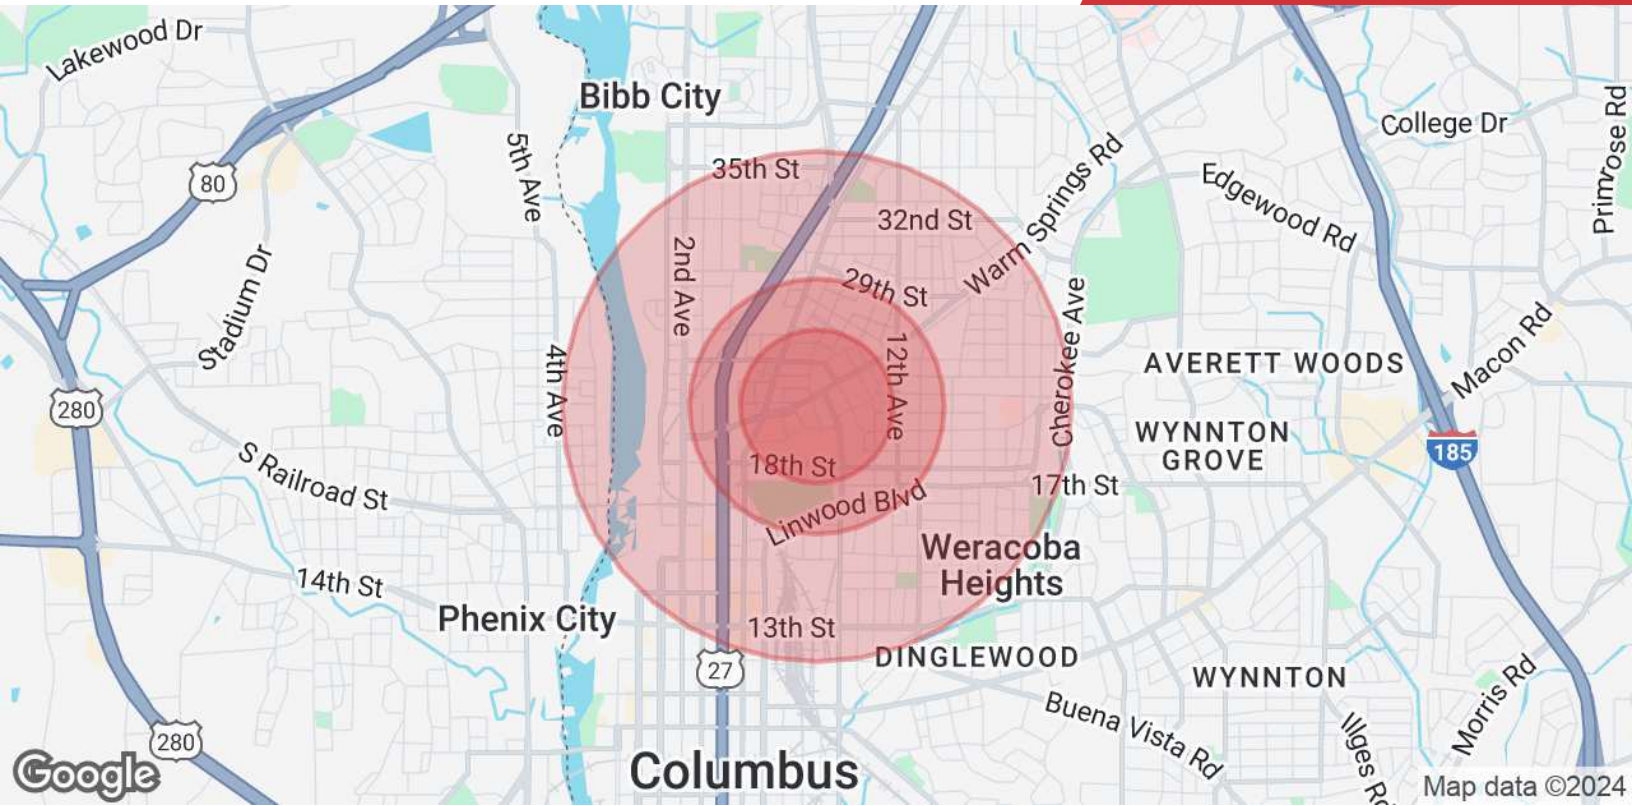 Lakewood Dr
Bibb City
College Dr
Primrose Rd
5th Ave
35th St
Warm Springs Rd
80
Edgewood Rd
32nd St
2nd Ave
29th St
Stadium Dr
Cherokee Ave
4th Ave
12th Ave
AVERETT WOODS
Macon Rd
280
WYNNTON
GROVE
185
S Railroad St
18th St
17th St
Linwood Blvd
Weracoba
Heights
14th St
Phenix City
13th St
DINGLEWOOD
27
WYNNTON
Morris Rd
Buena Vista Rd
280
Illges Rd
Columbus
Google
Map data ©2024